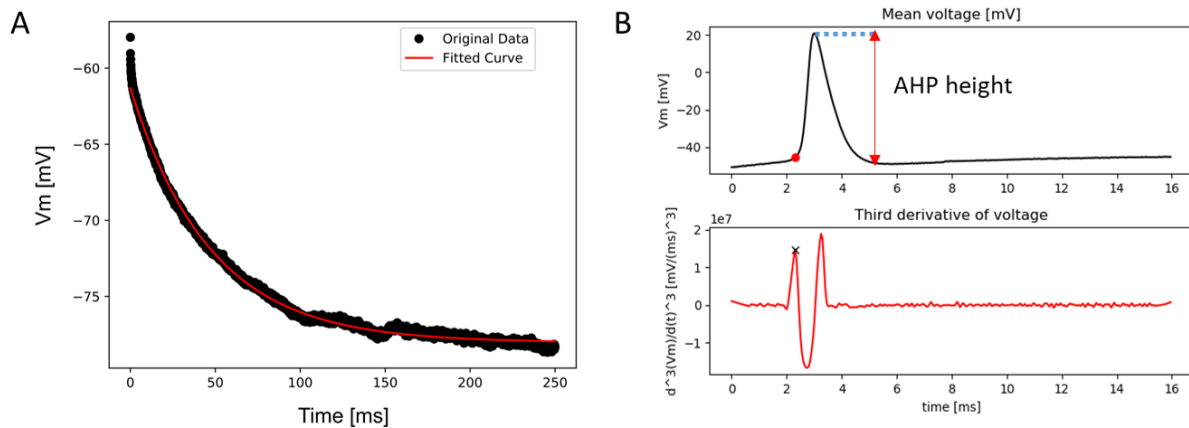 A
Original Data
Fitted Curve
−60
−65
−70
−75
Vm [mV]
0
50
100
150
200
250
Time [ms]
B
Mean voltage [mV]
20
0
−20
−40
Vm [mV]
AHP height
0
2
4
6
8
10
12
14
16
Third derivative of voltage
1e7
2
1
0
−1
d^3(Vm)/d(t)^3 [mV/(ms)^3]
0
2
4
6
8
10
12
14
16
time [ms]